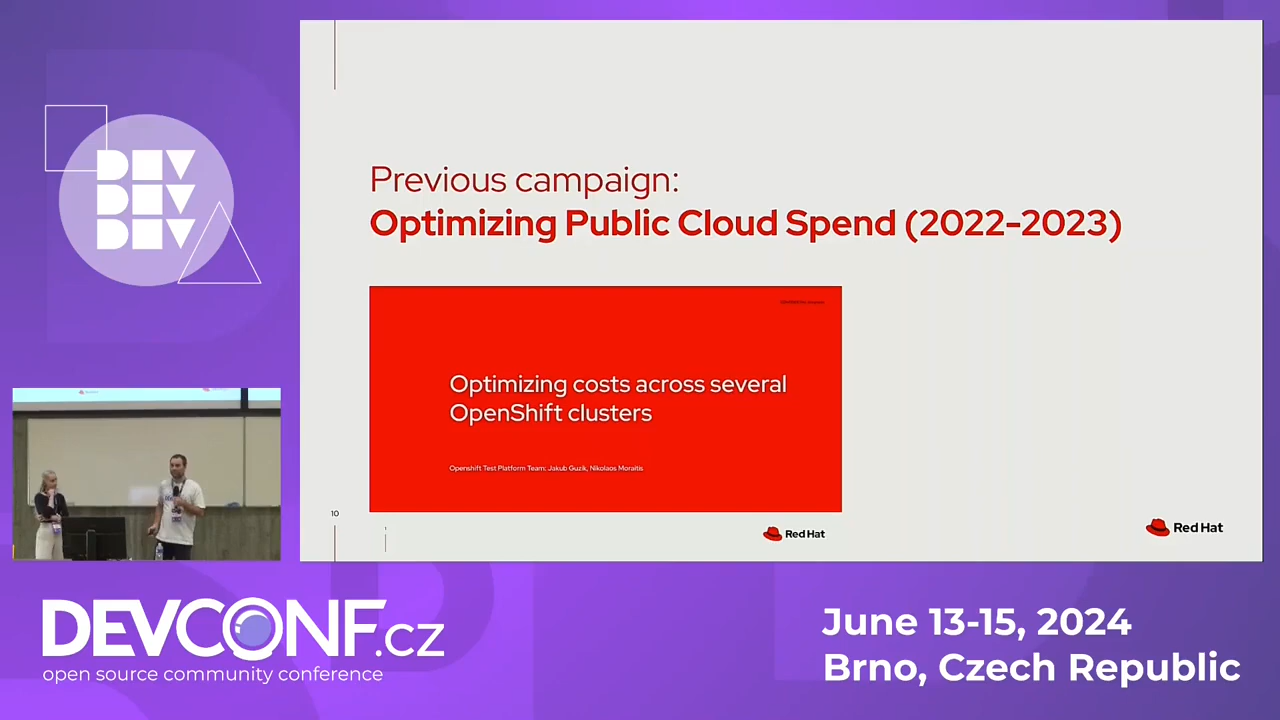 DEV
DEV
DEV
Previous campaign:
Optimizing Public Cloud Spend (2022-2023)
Optimizing costs across several
OpenShift clusters
Openshift Test Platform Team: Jakub Guzik, Nikolaos Moraitis
10
Red Hat
Red Hat
DEVCONF.cz
open source community conference
June 13-15, 2024
Brno, Czech Republic